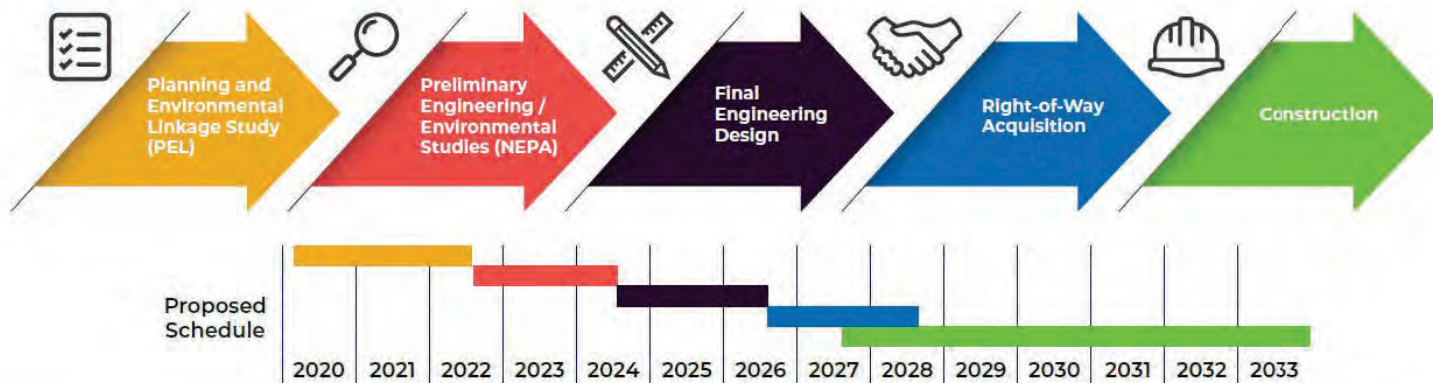 Planning and
Environmental
Linkage Study
(PEL)
Preliminary
Engineering /
Environmental
Studies (NEPA)
Final
Engineering
Design
Right-of-Way
Acquisition
Construction
Proposed
Schedule
2020 2021 2022 2023 2024 2025 2026 2027 2028 2029 2030 2031 2032 2033